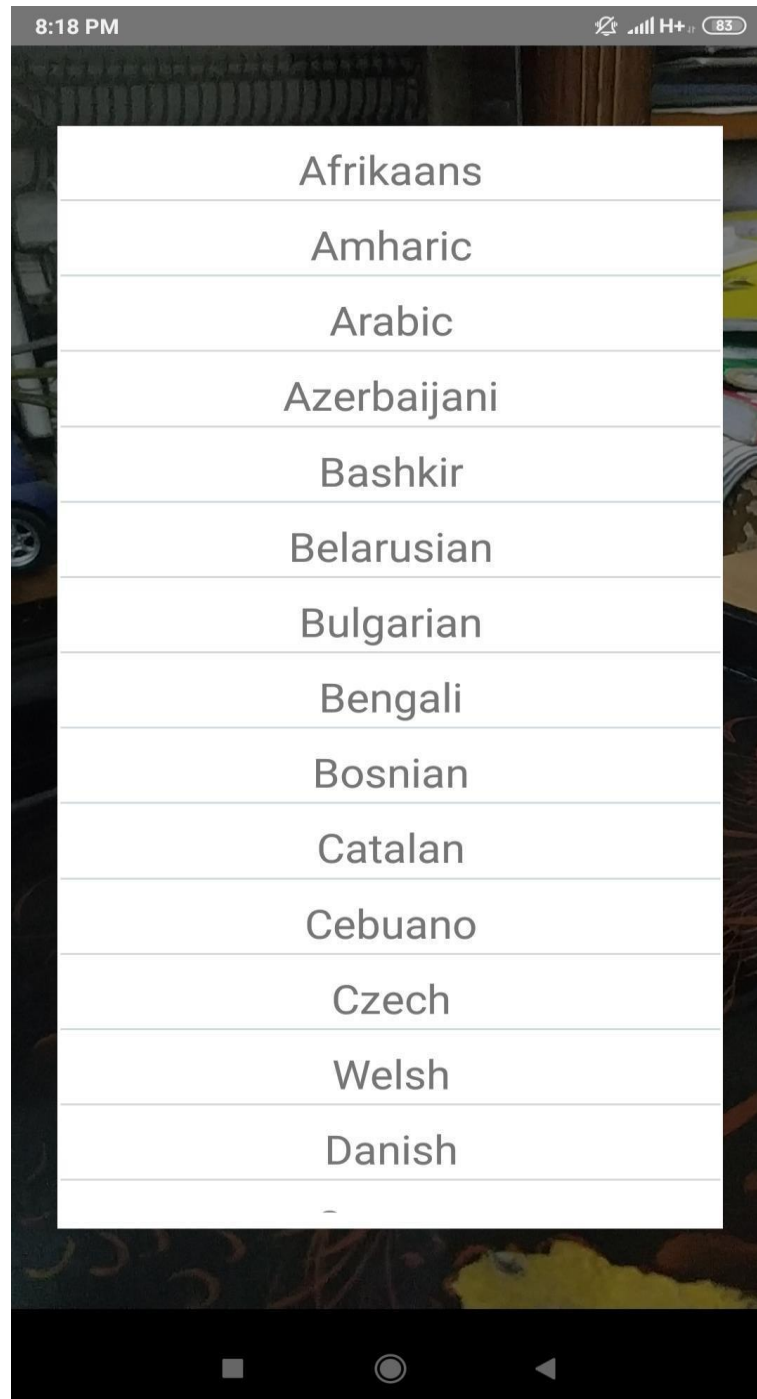 8:18 PM H+ 83
Afrikaans
Amharic
Arabic
Azerbaijani
Bashkir
Belarusian
Bulgarian
Bengali
Bosnian
Catalan
Cebuano
Czech
Welsh
Danish